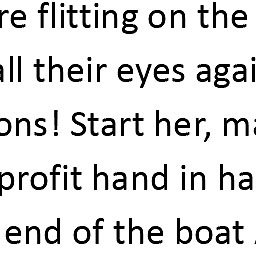 re flitting on the
all their eyes agai
ons! Start her, ma
profit hand in ha
end of the boat